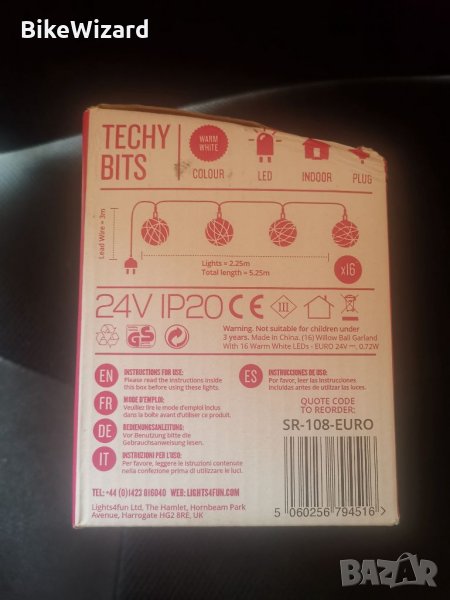 BikeWizard
TECHY
BITS
WARM
WHITE
COLOUR
LED
INDOOR
PLUG
Lead Wire = 3m
Lights = 2.25m
Total length = 5.25m
x16
24V IP20 CE
III
GS
Warning. Not suitable for children under
3 years. Made in China. (16) Willow Ball Garland
With 16 Warm White LEDs - EURO 24V ⎓, 0.72W
EN
INSTRUCTIONS FOR USE:
Please read the instructions inside
this box before using these lights.
FR
MODE D'EMPLOI:
Veuillez lire le mode d'emploi inclus
dans la boîte avant d'utiliser ce produit.
DE
BEDIENUNGSANLEITUNG:
Vor Benutzung bitte die
Gebrauchsanweisung lesen.
IT
INSTRUZIONI PER L'USO:
Per favore, leggere le istruzioni contenute
nella confezione prima di utilizzare le luci.
ES
INSTRUCCIONES DE USO:
Por favor, leer las instrucciones
incluidas antes de utilizar las luces.
QUOTE CODE
TO REORDER:
SR-108-EURO
5 060256 794516 >
TEL: +44 (0)1423 816040 WEB: LIGHTS4FUN.COM
Lights4fun Ltd, The Hamlet, Hornbeam Park
Avenue, Harrogate HG2 8RE, UK
BAZAR